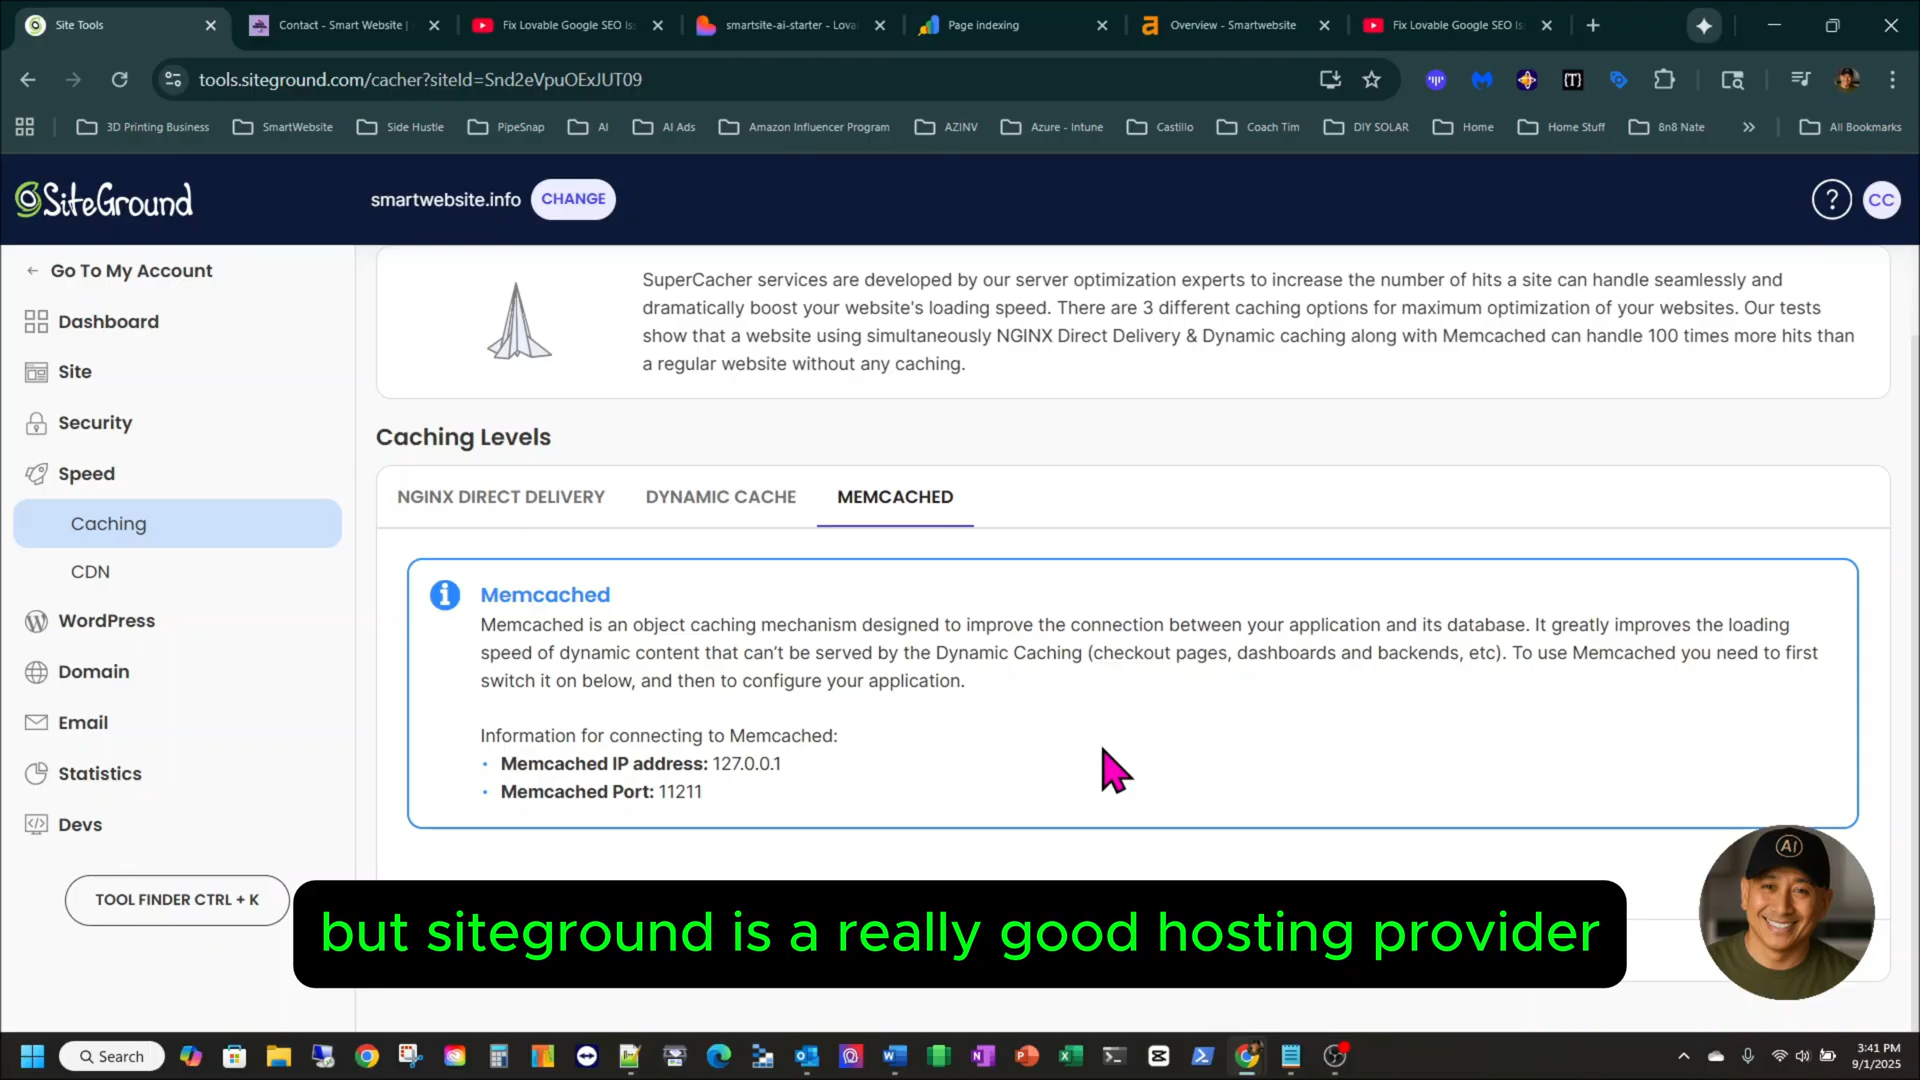 Site Tools
Contact - Smart Website |
Fix Lovable Google SEO Is
smartsite-ai-starter - Lova
Page indexing
Overview - Smartwebsite
Fix Lovable Google SEO Is
tools.siteground.com/cacher?siteId=Snd2eVpuOExJUT09
3D Printing Business
SmartWebsite
Side Hustle
PipeSnap
AI
AI Ads
Amazon Influencer Program
AZINV
Azure - Intune
Castillo
Coach Tim
DIY SOLAR
Home
Home Stuff
8n8 Nate
All Bookmarks
SiteGround
smartwebsite.info
CHANGE
?
CC
Go To My Account
Dashboard
Site
Security
Speed
Caching
CDN
WordPress
Domain
Email
Statistics
Devs
TOOL FINDER CTRL + K
SuperCacher services are developed by our server optimization experts to increase the number of hits a site can handle seamlessly and
dramatically boost your website's loading speed. There are 3 different caching options for maximum optimization of your websites. Our tests
show that a website using simultaneously NGINX Direct Delivery & Dynamic caching along with Memcached can handle 100 times more hits than
a regular website without any caching.
Caching Levels
NGINX DIRECT DELIVERY
DYNAMIC CACHE
MEMCACHED
Memcached
Memcached is an object caching mechanism designed to improve the connection between your application and its database. It greatly improves the loading
speed of dynamic content that can't be served by the Dynamic Caching (checkout pages, dashboards and backends, etc). To use Memcached you need to first
switch it on below, and then to configure your application.
Information for connecting to Memcached:
• Memcached IP address: 127.0.0.1
• Memcached Port: 11211
AI
but siteground is a really good hosting provider
Search
3:41 PM
9/1/2025